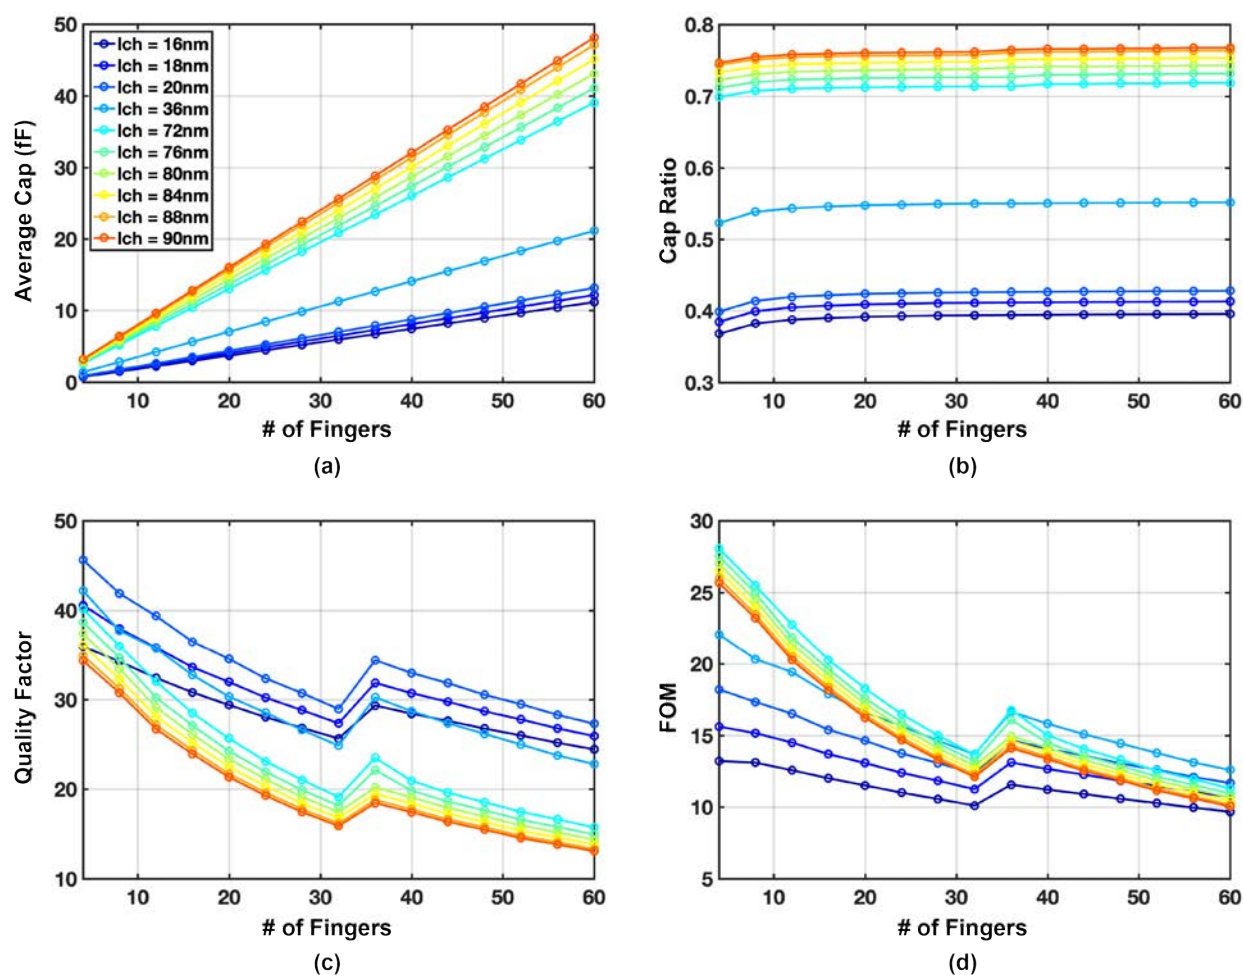 50
40
30
20
10
0
Average Cap (fF)
lch = 16nm
lch = 18nm
lch = 20nm
lch = 36nm
lch = 72nm
lch = 76nm
lch = 80nm
lch = 84nm
lch = 88nm
lch = 90nm
10 20 30 40 50 60
# of Fingers
(a)
0.8
0.7
0.6
0.5
0.4
0.3
Cap Ratio
10 20 30 40 50 60
# of Fingers
(b)
50
40
30
20
10
Quality Factor
10 20 30 40 50 60
# of Fingers
(c)
30
25
20
15
10
5
FOM
10 20 30 40 50 60
# of Fingers
(d)